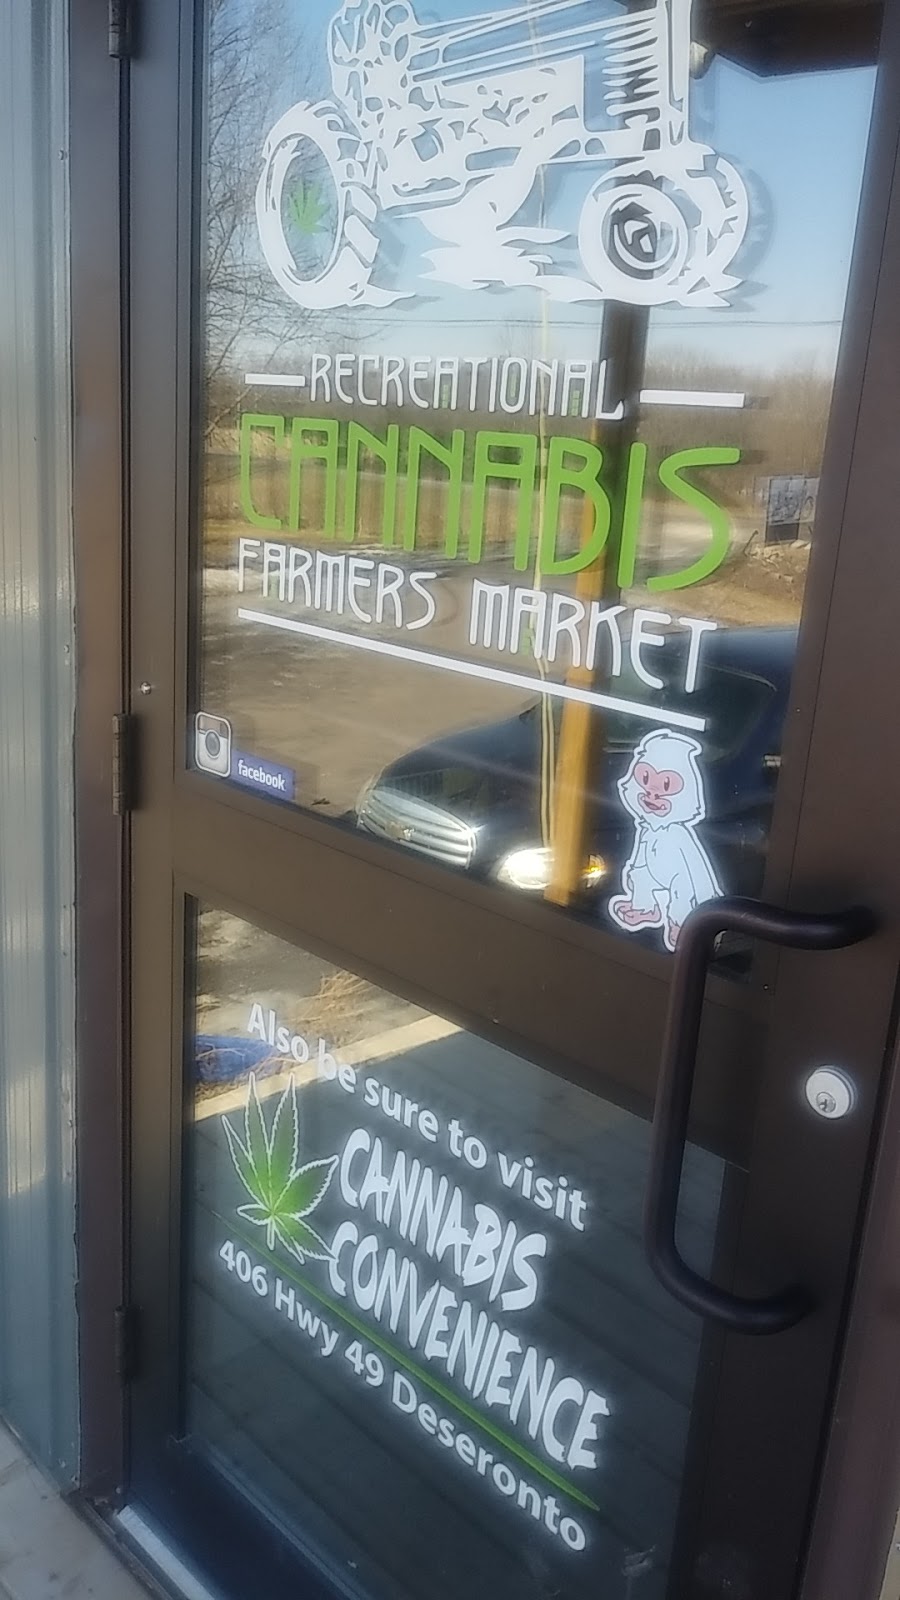 RECREATIONAL
CANNABIS
FARMERS MARKET
facebook
Also be sure to visit
CANNABIS
CONVENIENCE
406 Hwy 49 Deseronto